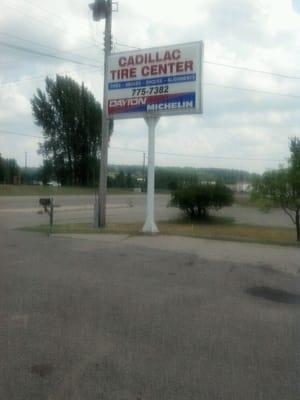 CADILLAC
TIRE CENTER
TIRES • BRAKES • SHOCKS • ALIGNMENTS
775-7382
DAYTON MICHELIN